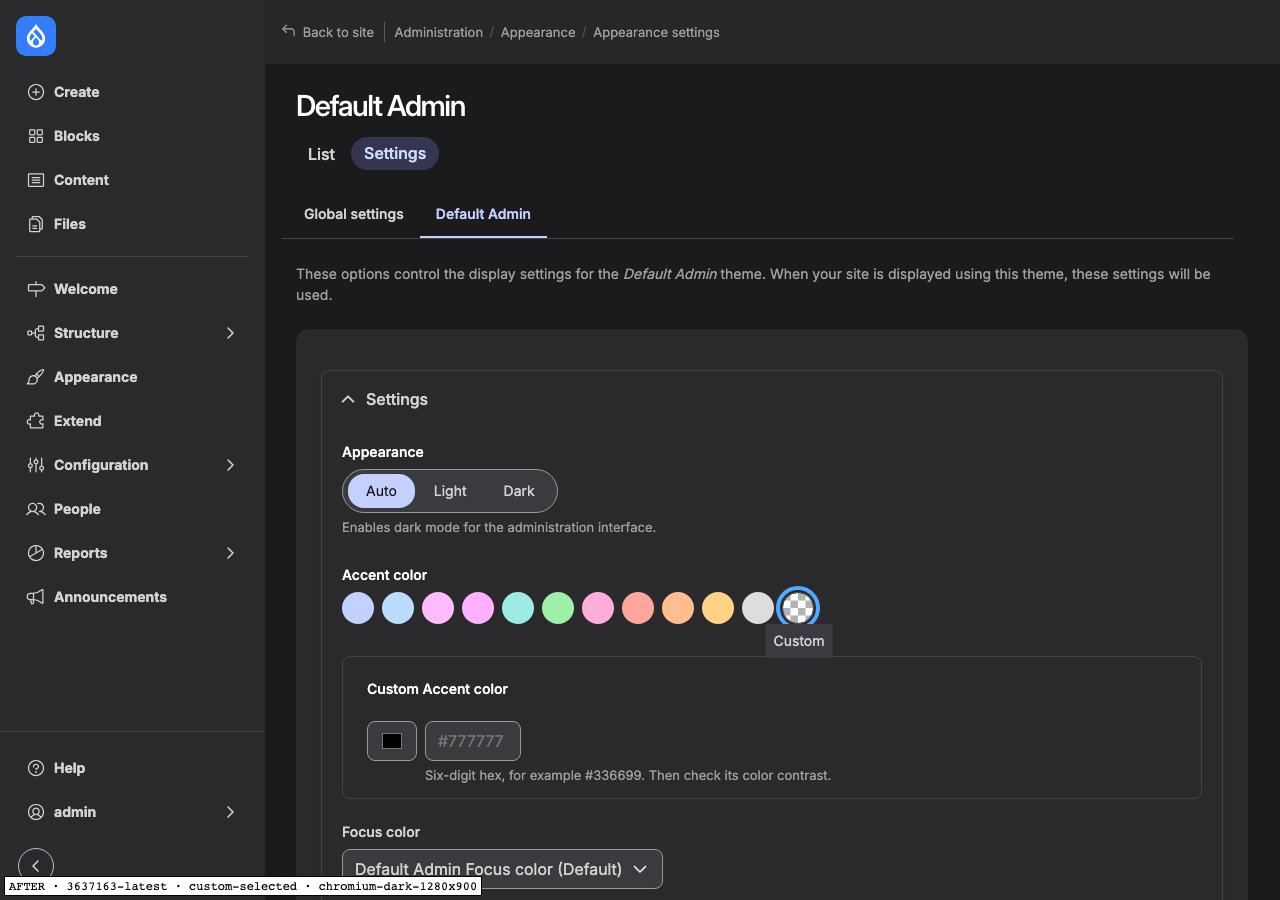 Back to site
Administration / Appearance / Appearance settings
Create
Blocks
Content
Files
Welcome
Structure
Appearance
Extend
Configuration
People
Reports
Announcements
Help
admin
Default Admin
List
Settings
Global settings
Default Admin
These options control the display settings for the Default Admin theme. When your site is displayed using this theme, these settings will be
used.
Settings
Appearance
Auto
Light
Dark
Enables dark mode for the administration interface.
Accent color
Custom
Custom Accent color
#777777
Six-digit hex, for example #336699. Then check its color contrast.
Focus color
Default Admin Focus color (Default)
AFTER · 3637163-latest · custom-selected · chromium-dark-1280x900